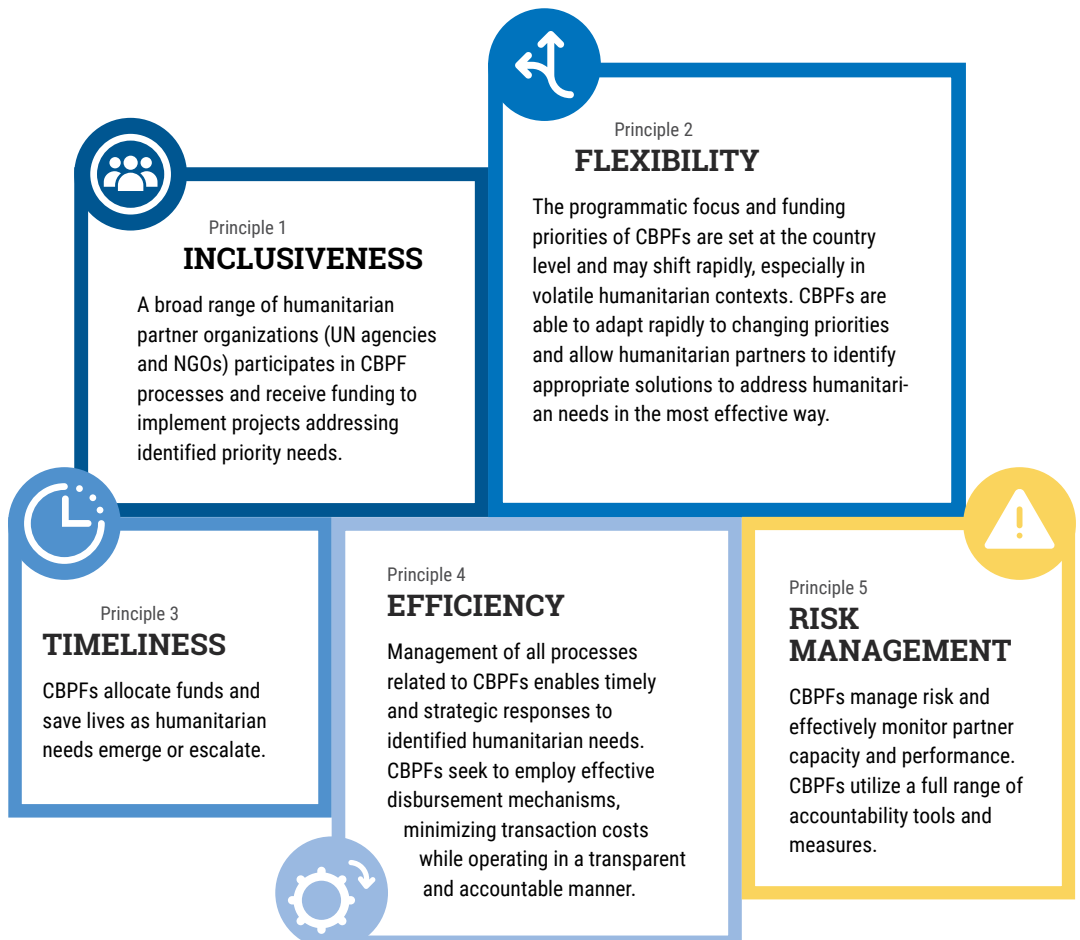 Principle 1
INCLUSIVENESS
A broad range of humanitarian
partner organizations (UN agencies
and NGOs) participates in CBPF
processes and receive funding to
implement projects addressing
identified priority needs.
Principle 2
FLEXIBILITY
The programmatic focus and funding
priorities of CBPFs are set at the country
level and may shift rapidly, especially in
volatile humanitarian contexts. CBPFs are
able to adapt rapidly to changing priorities
and allow humanitarian partners to identify
appropriate solutions to address humanitari-
an needs in the most effective way.
Principle 3
TIMELINESS
CBPFs allocate funds and
save lives as humanitarian
needs emerge or escalate.
Principle 4
EFFICIENCY
Management of all processes
related to CBPFs enables timely
and strategic responses to
identified humanitarian needs.
CBPFs seek to employ effective
disbursement mechanisms,
minimizing transaction costs
while operating in a transparent
and accountable manner.
Principle 5
RISK
MANAGEMENT
CBPFs manage risk and
effectively monitor partner
capacity and performance.
CBPFs utilize a full range of
accountability tools and
measures.